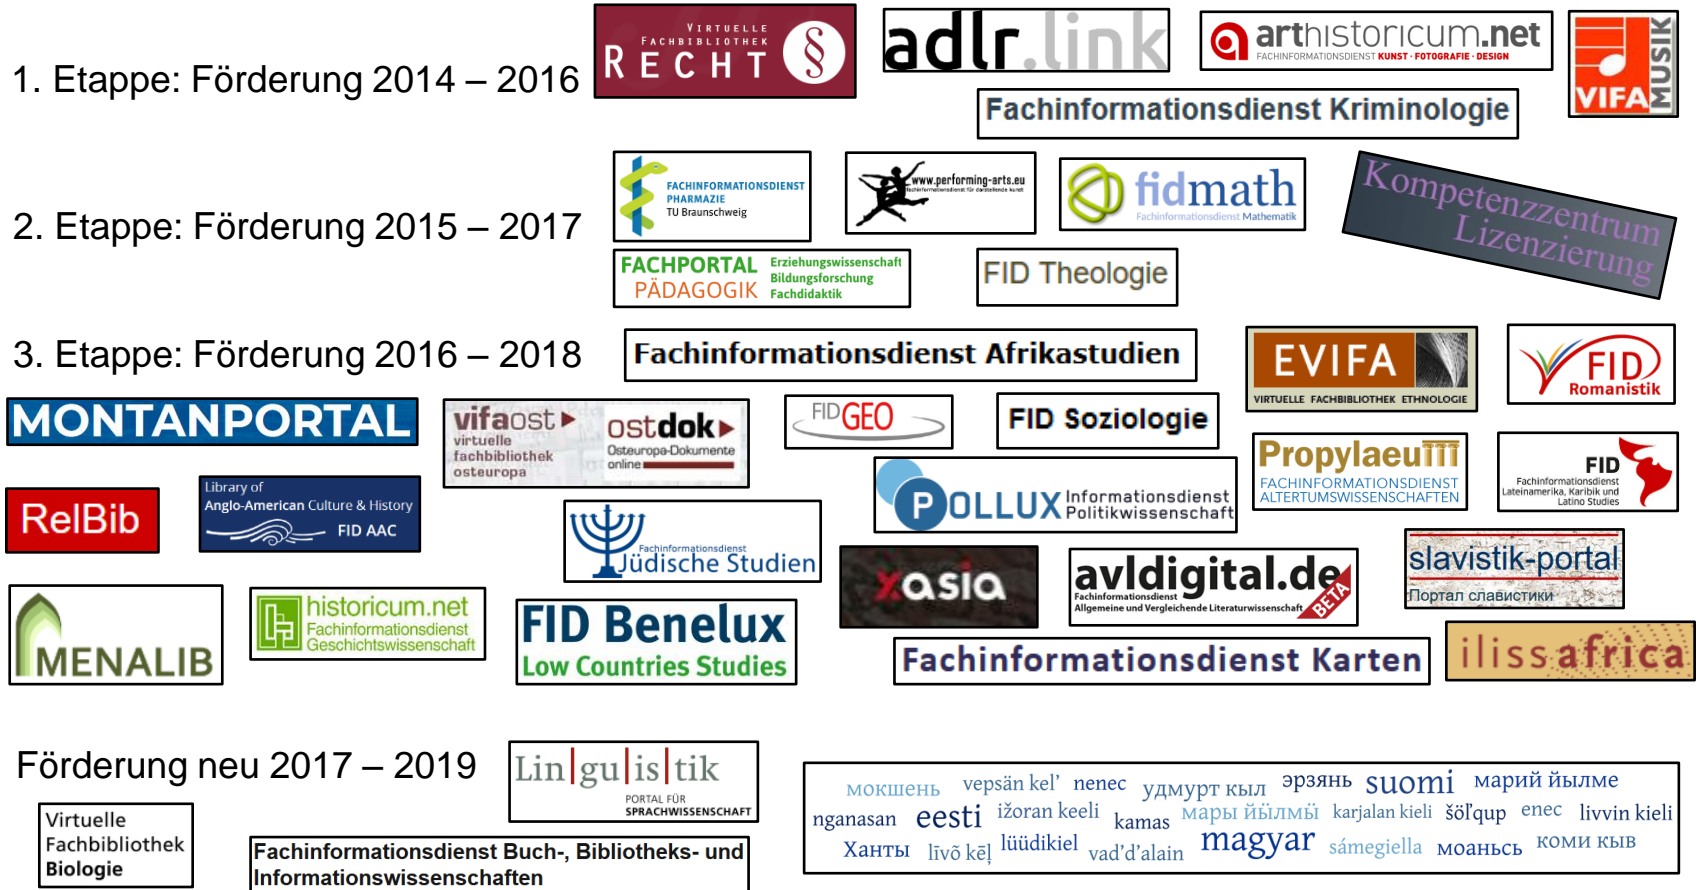 1. Etappe: Förderung 2014 – 2016
VIRTUELLE
FACHBIBLIOTHEK
RECHT §
adlr.link
arthistoricum.net
FACHINFORMATIONSDIENST KUNST · FOTOGRAFIE · DESIGN
VIFA
MUSIK
Fachinformationsdienst Kriminologie
2. Etappe: Förderung 2015 – 2017
FACHINFORMATIONSDIENST
PHARMAZIE
TU Braunschweig
www.performing-arts.eu
fachinformationsdienst für darstellende kunst
fidmath
Fachinformationsdienst Mathematik
Kompetenzzentrum
Lizenzierung
FACHPORTAL
PÄDAGOGIK
Erziehungswissenschaft
Bildungsforschung
Fachdidaktik
FID Theologie
3. Etappe: Förderung 2016 – 2018
Fachinformationsdienst Afrikastudien
EVIFA
VIRTUELLE FACHBIBLIOTHEK ETHNOLOGIE
FID
Romanistik
MONTANPORTAL
vifaost
virtuelle
fachbibliothek
osteuropa
ostdok
Osteuropa-Dokumente
online
FID GEO
FID Soziologie
Propylaeum
FACHINFORMATIONSDIENST
ALTERTUMSWISSENSCHAFTEN
FID
Fachinformationsdienst
Lateinamerika, Karibik und
Latino Studies
RelBib
Library of
Anglo-American Culture & History
FID AAC
POLLUX
Informationsdienst
Politikwissenschaft
Fachinformationsdienst
Jüdische Studien
xasia
avldigital.de
Fachinformationsdienst
Allgemeine und Vergleichende Literaturwissenschaft
BETA
slavistik-portal
Портал славистики
MENALIB
historicum.net
Fachinformationsdienst
Geschichtswissenschaft
FID Benelux
Low Countries Studies
Fachinformationsdienst Karten
ilissafrica
Förderung neu 2017 – 2019
Lin|gu|is|tik
PORTAL FÜR
SPRACHWISSENSCHAFT
Virtuelle
Fachbibliothek
Biologie
Fachinformationsdienst Buch-, Bibliotheks- und
Informationswissenschaften
мокшень vepsän kel’ nenec удмурт кыл эрзянь suomi марий йылме
nganasan eesti ižoran keeli kamas мары йӹлмӹ karjalan kieli šöľqup enec livvin kieli
Ханты līvõ kēļ lüüdikiel vad’d’alain magyar sámegiella моаньсь коми кыв